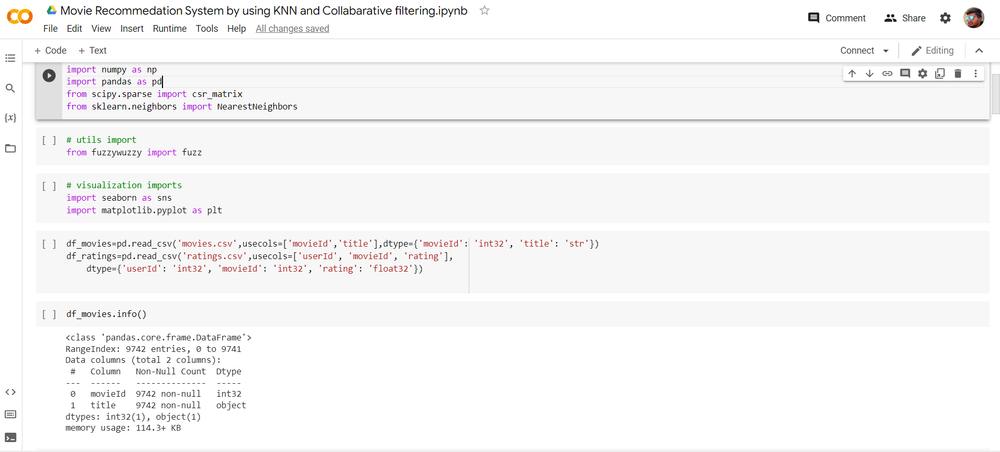 Movie Recommedation System by using KNN and Collabarative filtering.ipynb
File Edit View Insert Runtime Tools Help All changes saved
Comment Share
+ Code + Text
Connect Editing
import numpy as np
import pandas as pd
from scipy.sparse import csr_matrix
from sklearn.neighbors import NearestNeighbors
{x}
[ ] # utils import
from fuzzywuzzy import fuzz
[ ] # visualization imports
import seaborn as sns
import matplotlib.pyplot as plt
[ ] df_movies=pd.read_csv('movies.csv',usecols=['movieId','title'],dtype={'movieId': 'int32', 'title': 'str'})
df_ratings=pd.read_csv('ratings.csv',usecols=['userId', 'movieId', 'rating'],
    dtype={'userId': 'int32', 'movieId': 'int32', 'rating': 'float32'})
[ ] df_movies.info()
<class 'pandas.core.frame.DataFrame'>
RangeIndex: 9742 entries, 0 to 9741
Data columns (total 2 columns):
 #   Column   Non-Null Count  Dtype
---  ------   --------------  -----
 0   movieId  9742 non-null   int32
 1   title    9742 non-null   object
dtypes: int32(1), object(1)
memory usage: 114.3+ KB